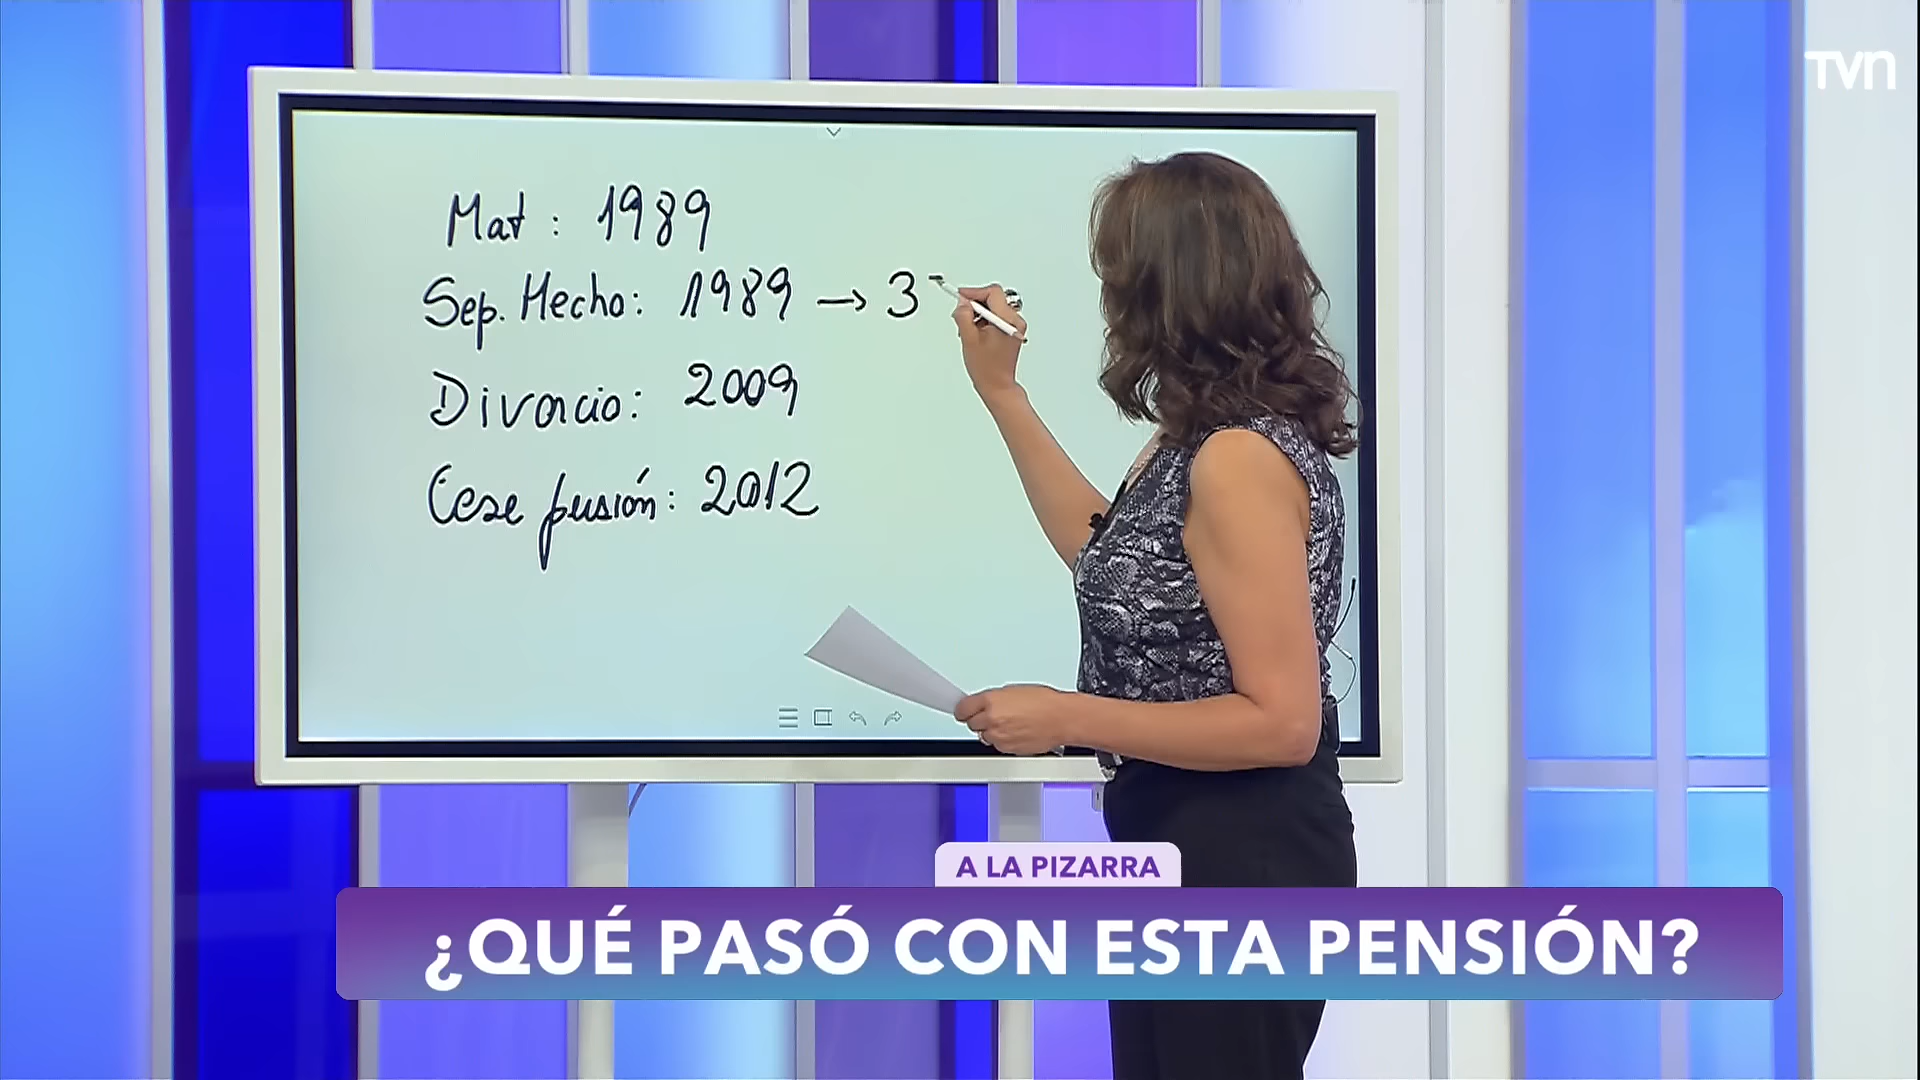 TVN
Mat : 1989
Sep. Hecho: 1989 → 3
Divorcio: 2009
Cese pensión: 2012
A LA PIZARRA
¿QUÉ PASÓ CON ESTA PENSIÓN?